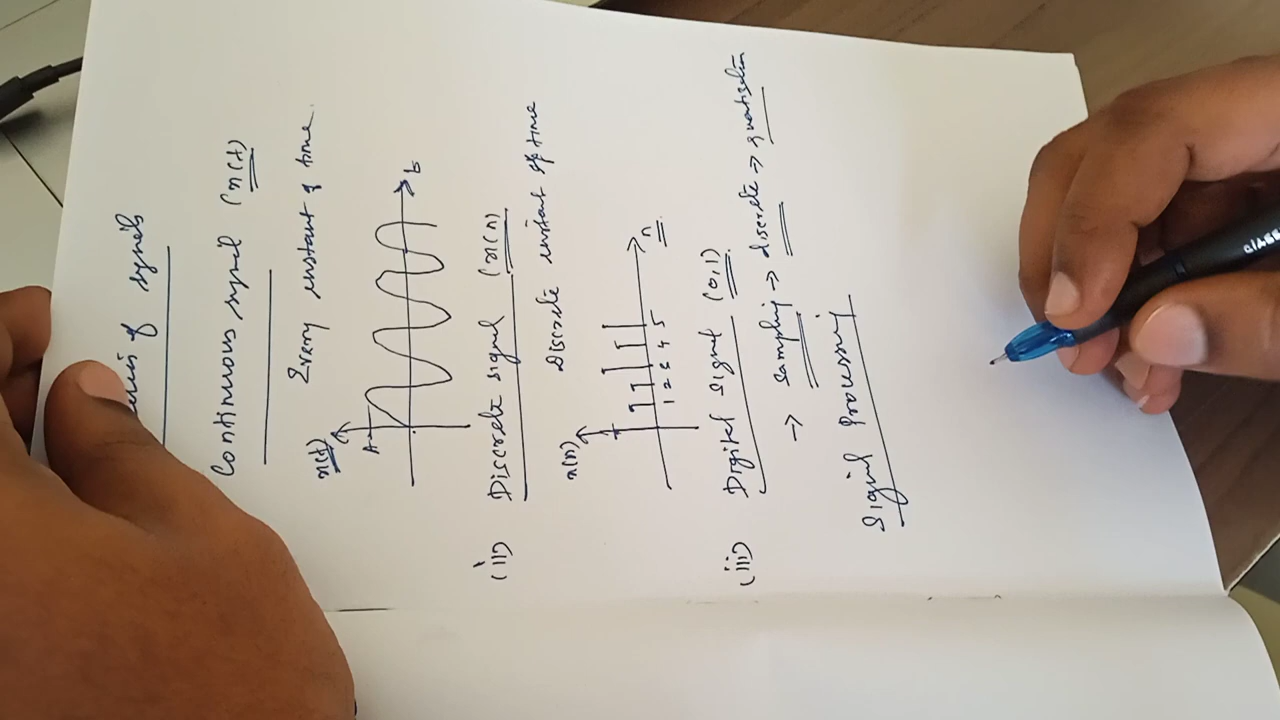 of signals
Continuous signal (x(t))
Every instant of time.
x(t)
A
t
(ii) Discrete signal (x(n))
Discrete instant of time
x(n)
1 2 3 4 5
n
(iii) Digital signal (0,1)
→ sampling → discrete → quantisation
Signal Processing